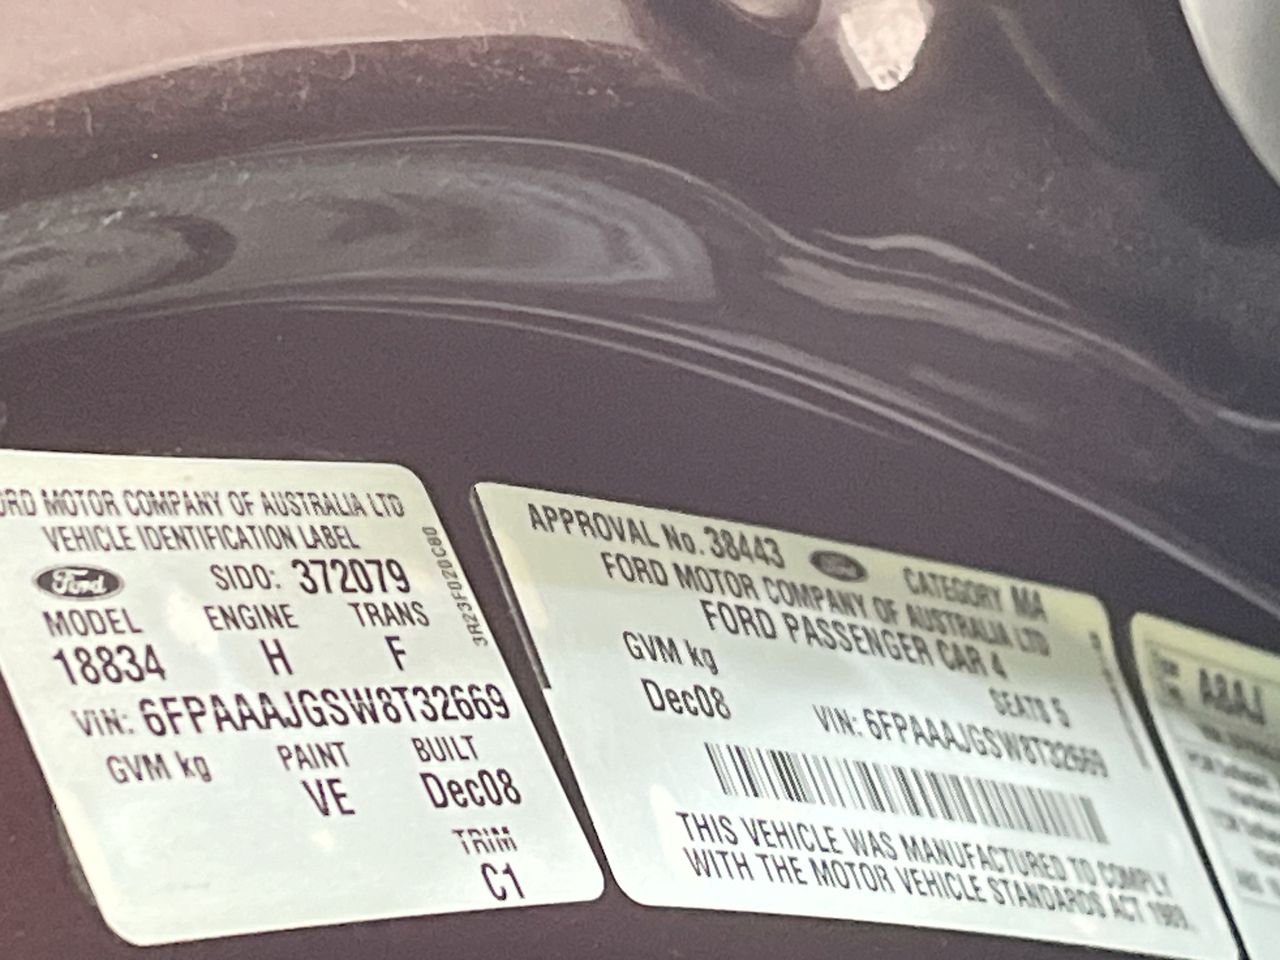 ORD MOTOR COMPANY OF AUSTRALIA LTD
VEHICLE IDENTIFICATION LABEL
Ford SIDO: 372079
MODEL ENGINE TRANS
18834 H F
VIN: 6FPAAAJGSW8T32669
GVM kg PAINT BUILT
VE Dec08
TRIM
C1
3R23F020CB0
APPROVAL No. 38443 Ford CATEGORY MA
FORD MOTOR COMPANY OF AUSTRALIA LTD
FORD PASSENGER CAR 4
GVM kg SEATS 5
Dec08 VIN: 6FPAAAJGSW8T32669
THIS VEHICLE WAS MANUFACTURED TO COMPLY
WITH THE MOTOR VEHICLE STANDARDS ACT 1989.
A8AJ